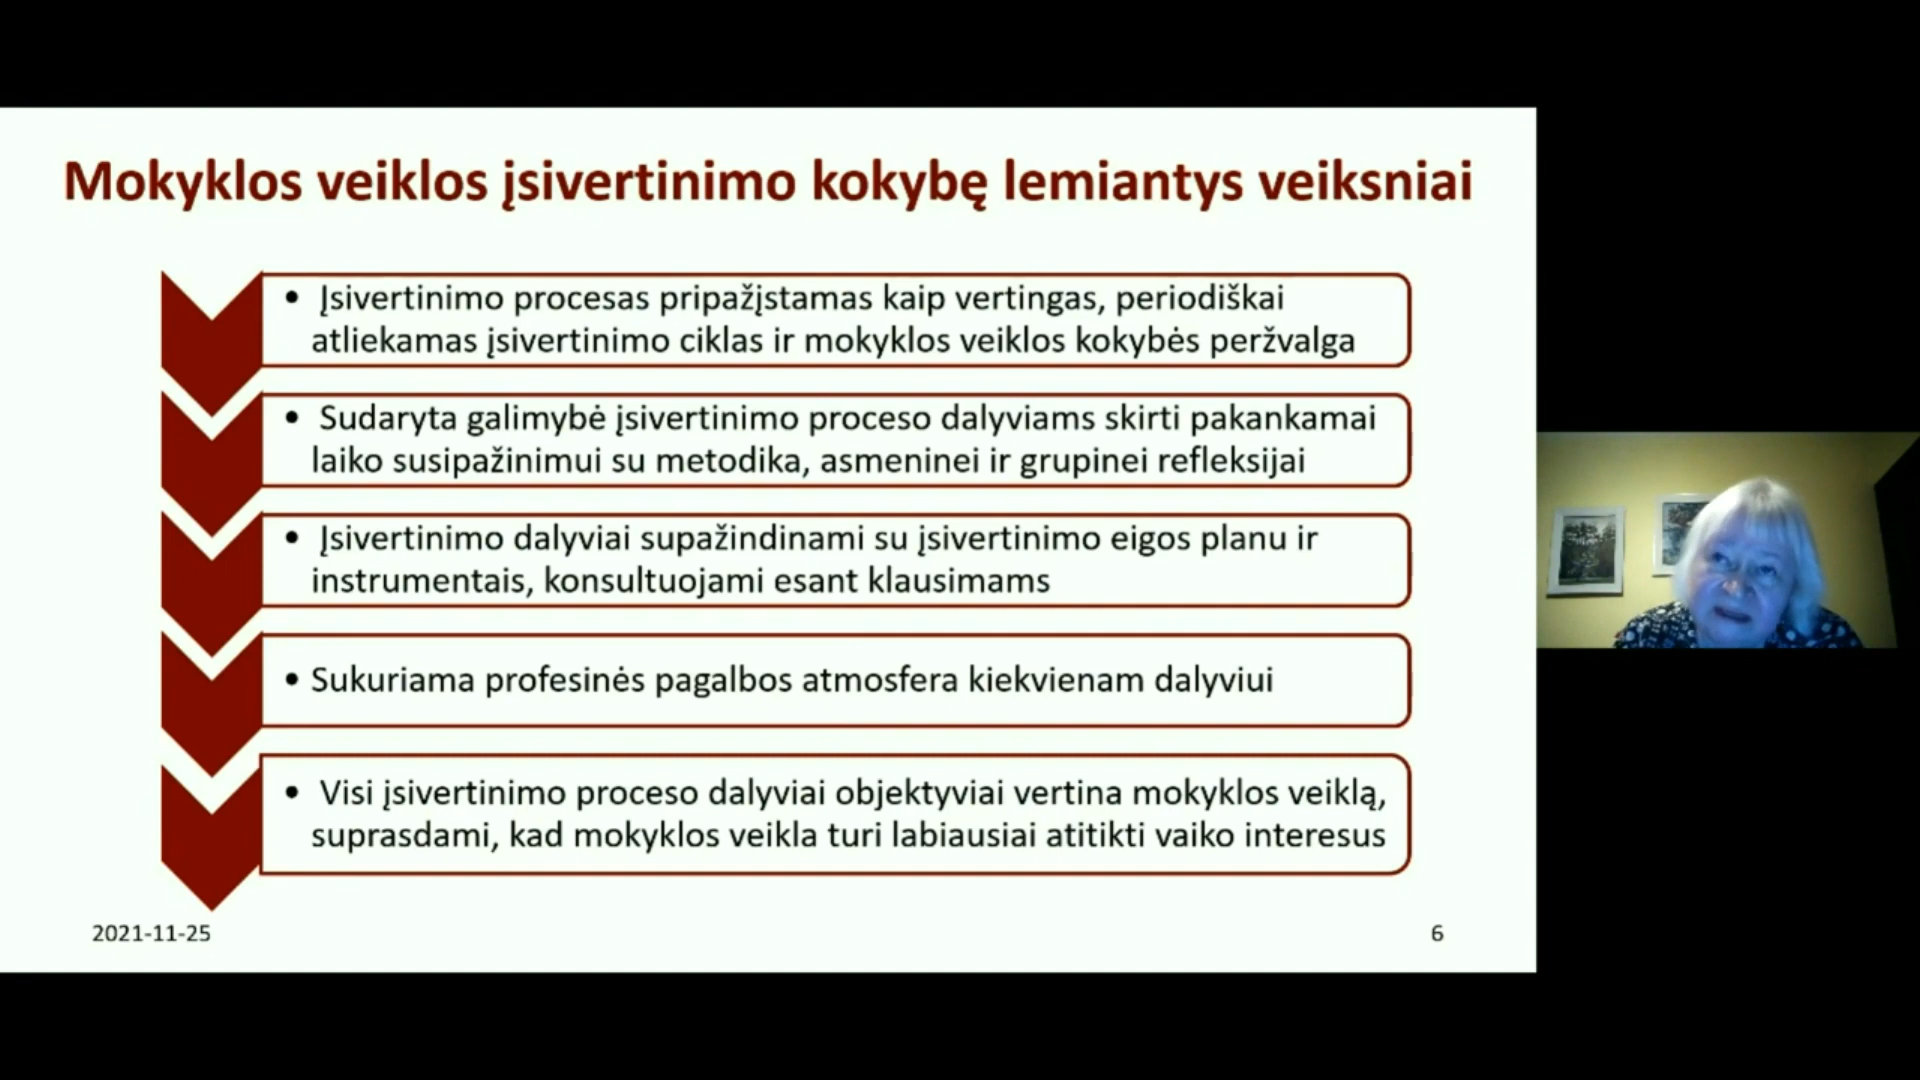 Mokyklos veiklos įsivertinimo kokybę lemiantys veiksniai
• Įsivertinimo procesas pripažįstamas kaip vertingas, periodiškai
atliekamas įsivertinimo ciklas ir mokyklos veiklos kokybės peržvalga
• Sudaryta galimybė įsivertinimo proceso dalyviams skirti pakankamai
laiko susipažinimui su metodika, asmeninei ir grupinei refleksijai
• Įsivertinimo dalyviai supažindinami su įsivertinimo eigos planu ir
instrumentais, konsultuojami esant klausimams
• Sukuriama profesinės pagalbos atmosfera kiekvienam dalyviui
• Visi įsivertinimo proceso dalyviai objektyviai vertina mokyklos veiklą,
suprasdami, kad mokyklos veikla turi labiausiai atitikti vaiko interesus
2021-11-25
6